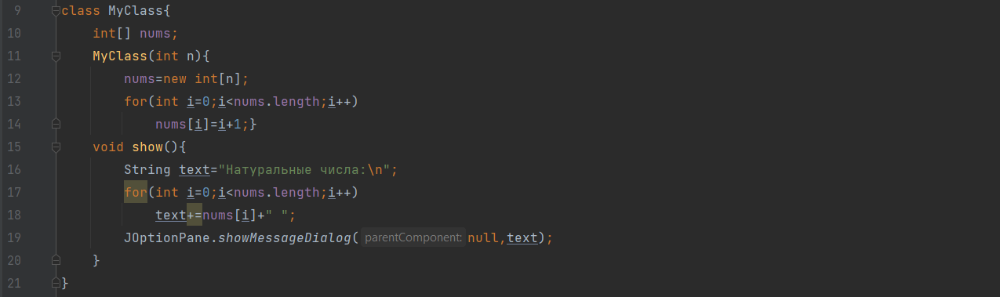 9 class MyClass{
10 int[] nums;
11 MyClass(int n){
12 nums=new int[n];
13 for(int i=0;i<nums.length;i++)
14 nums[i]=i+1;}
15 void show(){
16 String text="Натуральные числа:\n";
17 for(int i=0;i<nums.length;i++)
18 text+=nums[i]+" ";
19 JOptionPane.showMessageDialog( parentComponent: null,text);
20 }
21 }